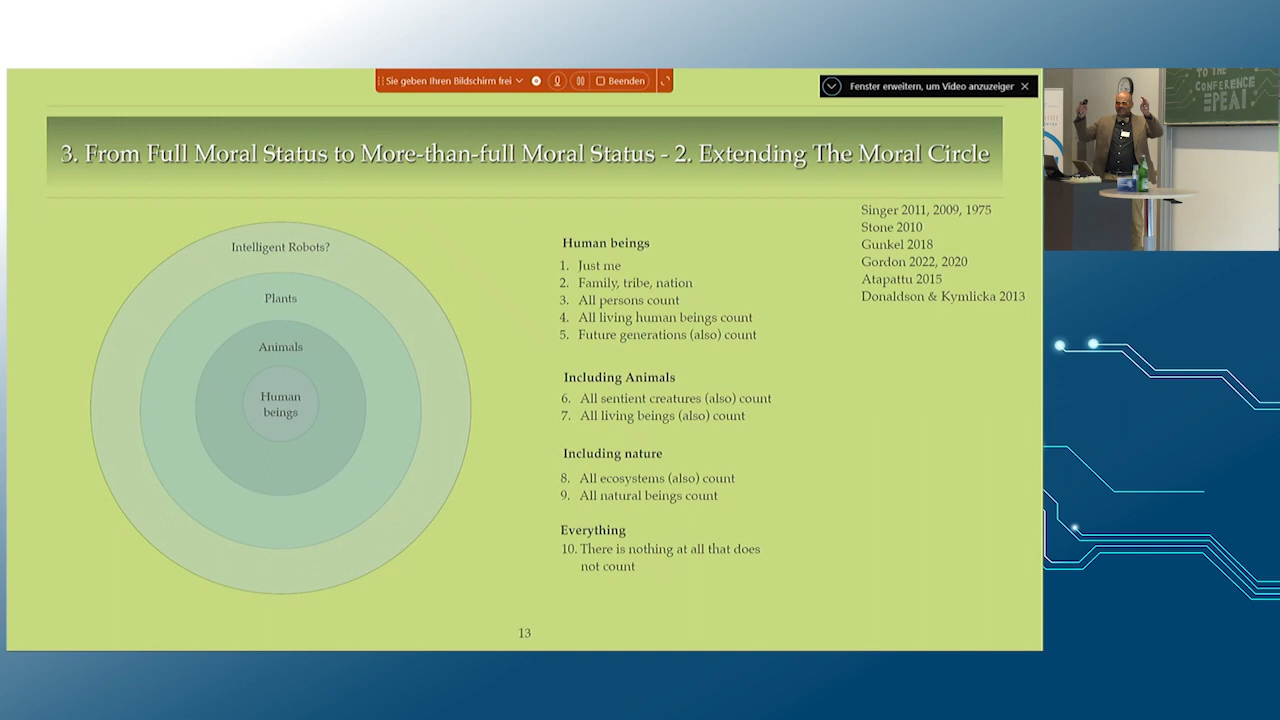 Sie geben Ihren Bildschirm frei
Beenden
Fenster erweitern, um Video anzuzeiger
TO THE
CONFERENCE
EPEAI
3. From Full Moral Status to More-than-full Moral Status - 2. Extending The Moral Circle
Singer 2011, 2009, 1975
Stone 2010
Gunkel 2018
Gordon 2022, 2020
Atapattu 2015
Donaldson & Kymlicka 2013
Intelligent Robots?
Plants
Animals
Human
beings
Human beings
1. Just me
2. Family, tribe, nation
3. All persons count
4. All living human beings count
5. Future generations (also) count
Including Animals
6. All sentient creatures (also) count
7. All living beings (also) count
Including nature
8. All ecosystems (also) count
9. All natural beings count
Everything
10. There is nothing at all that does
not count
13